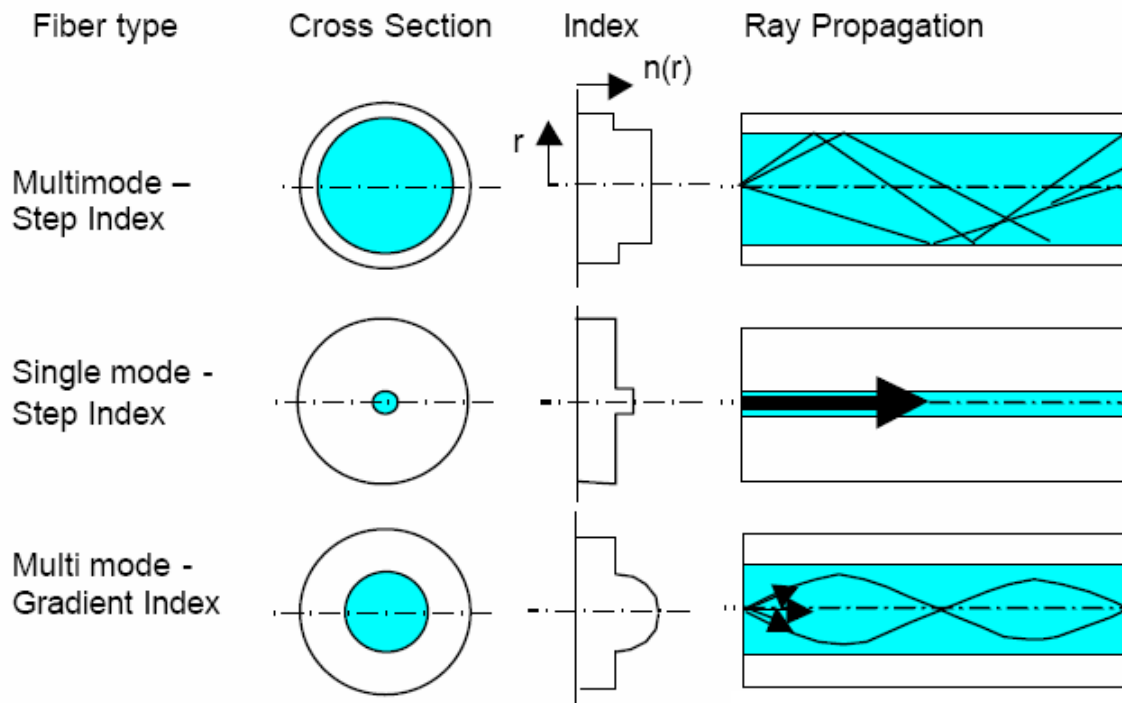 Fiber type Cross Section Index Ray Propagation
n(r)
r
Multimode –
Step Index
Single mode -
Step Index
Multi mode -
Gradient Index